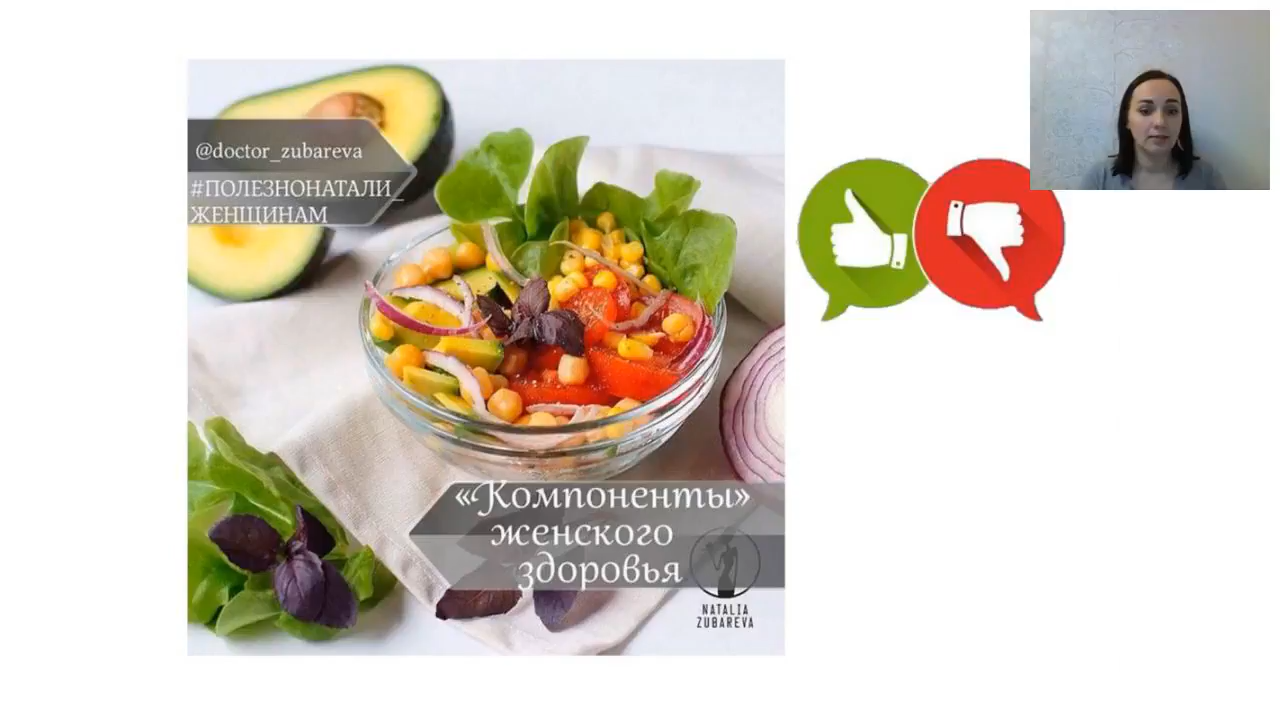 @doctor_zubareva
#ПОЛЕЗНОНАТАЛИ_
ЖЕНЩИНАМ
«Компоненты»
женского
здоровья
NATALIA
ZUBAREVA